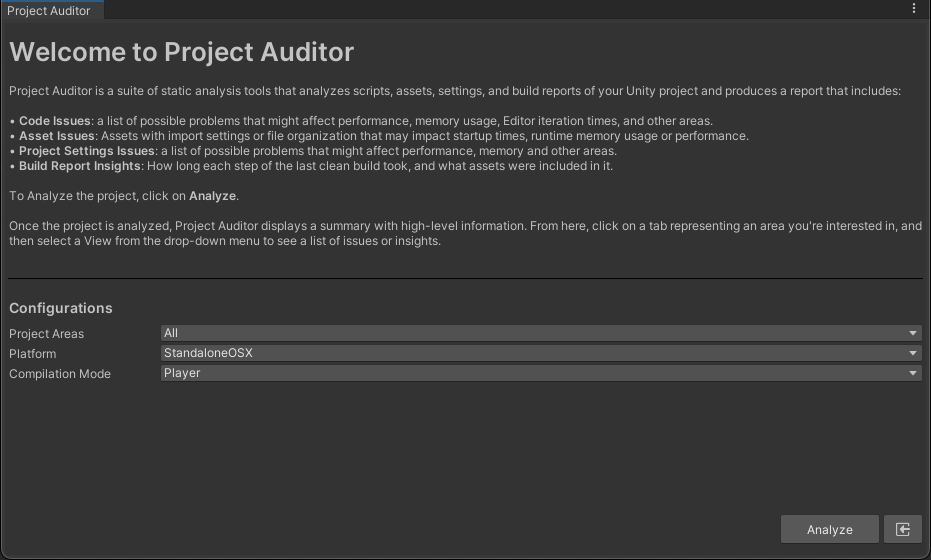 Project Auditor
Welcome to Project Auditor
Project Auditor is a suite of static analysis tools that analyzes scripts, assets, settings, and build reports of your Unity project and produces a report that includes:
• Code Issues: a list of possible problems that might affect performance, memory usage, Editor iteration times, and other areas.
• Asset Issues: Assets with import settings or file organization that may impact startup times, runtime memory usage or performance.
• Project Settings Issues: a list of possible problems that might affect performance, memory and other areas.
• Build Report Insights: How long each step of the last clean build took, and what assets were included in it.
To Analyze the project, click on Analyze.
Once the project is analyzed, Project Auditor displays a summary with high-level information. From here, click on a tab representing an area you're interested in, and
then select a View from the drop-down menu to see a list of issues or insights.
Configurations
Project Areas All
Platform StandaloneOSX
Compilation Mode Player
Analyze